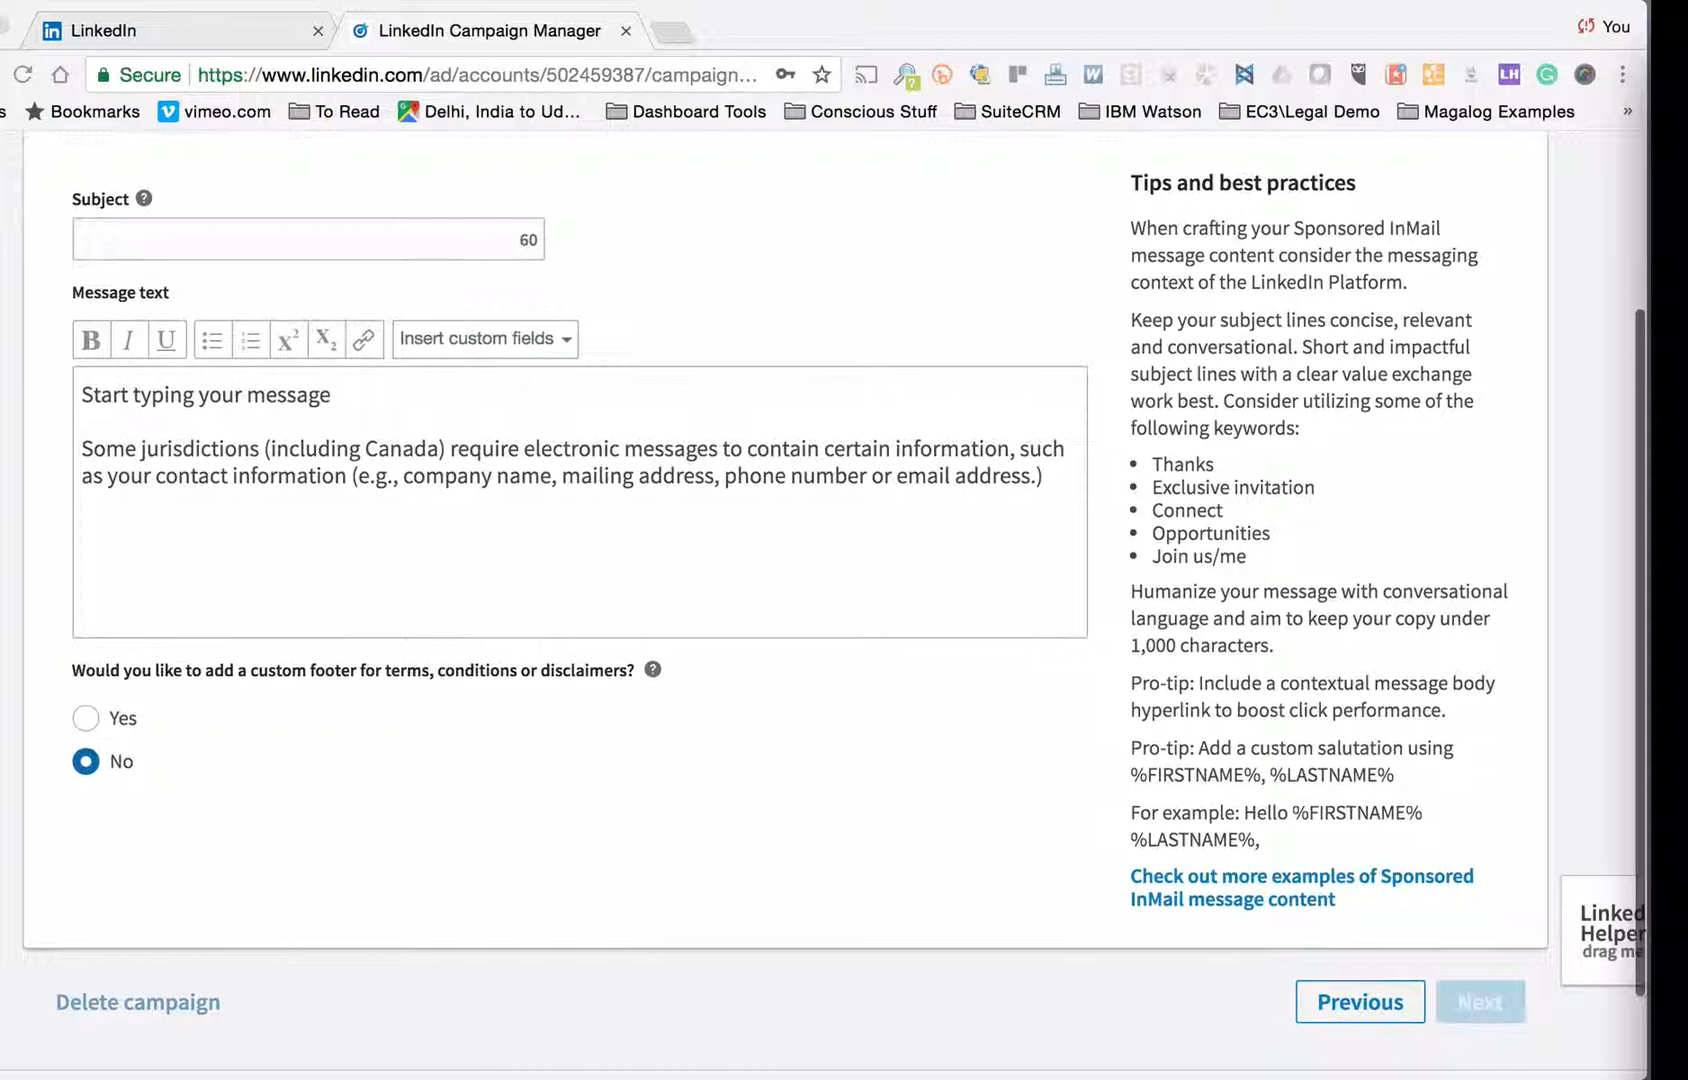 LinkedIn
LinkedIn Campaign Manager
You
Secure
https://www.linkedin.com/ad/accounts/502459387/campaign...
s
Bookmarks
vimeo.com
To Read
Delhi, India to Ud...
Dashboard Tools
Conscious Stuff
SuiteCRM
IBM Watson
EC3\Legal Demo
Magalog Examples
»
Subject
60
Message text
B I U
Insert custom fields
Start typing your message
Some jurisdictions (including Canada) require electronic messages to contain certain information, such
as your contact information (e.g., company name, mailing address, phone number or email address.)
Would you like to add a custom footer for terms, conditions or disclaimers?
Yes
No
Tips and best practices
When crafting your Sponsored InMail
message content consider the messaging
context of the LinkedIn Platform.
Keep your subject lines concise, relevant
and conversational. Short and impactful
subject lines with a clear value exchange
work best. Consider utilizing some of the
following keywords:
• Thanks
• Exclusive invitation
• Connect
• Opportunities
• Join us/me
Humanize your message with conversational
language and aim to keep your copy under
1,000 characters.
Pro-tip: Include a contextual message body
hyperlink to boost click performance.
Pro-tip: Add a custom salutation using
%FIRSTNAME%, %LASTNAME%
For example: Hello %FIRSTNAME%
%LASTNAME%,
Check out more examples of Sponsored
InMail message content
Linked
Helper
drag me
Delete campaign
Previous
Next